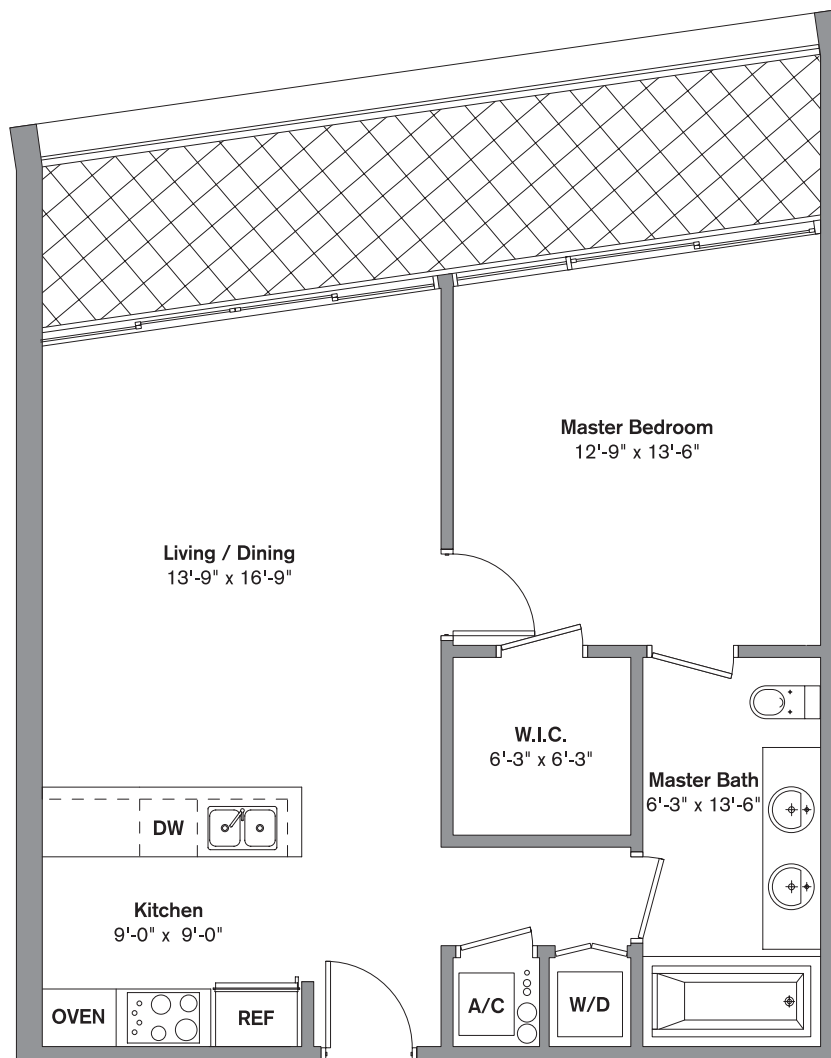 Master Bedroom
12'-9" x 13'-6"
Living / Dining
13'-9" x 16'-9"
W.I.C.
6'-3" x 6'-3"
Master Bath
6'-3" x 13'-6"
DW
Kitchen
9'-0" x 9'-0"
OVEN
REF
A/C
W/D